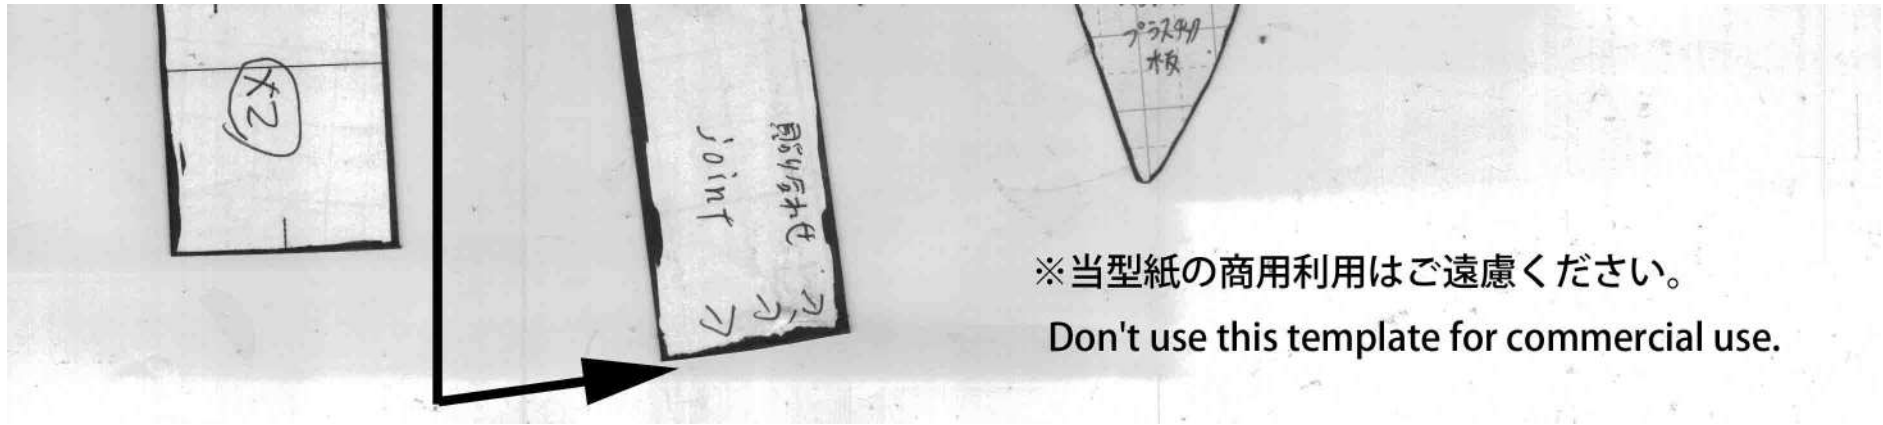 X2
joint
プラスチック
板
※当型紙の商用利用はご遠慮ください。
Don't use this template for commercial use.